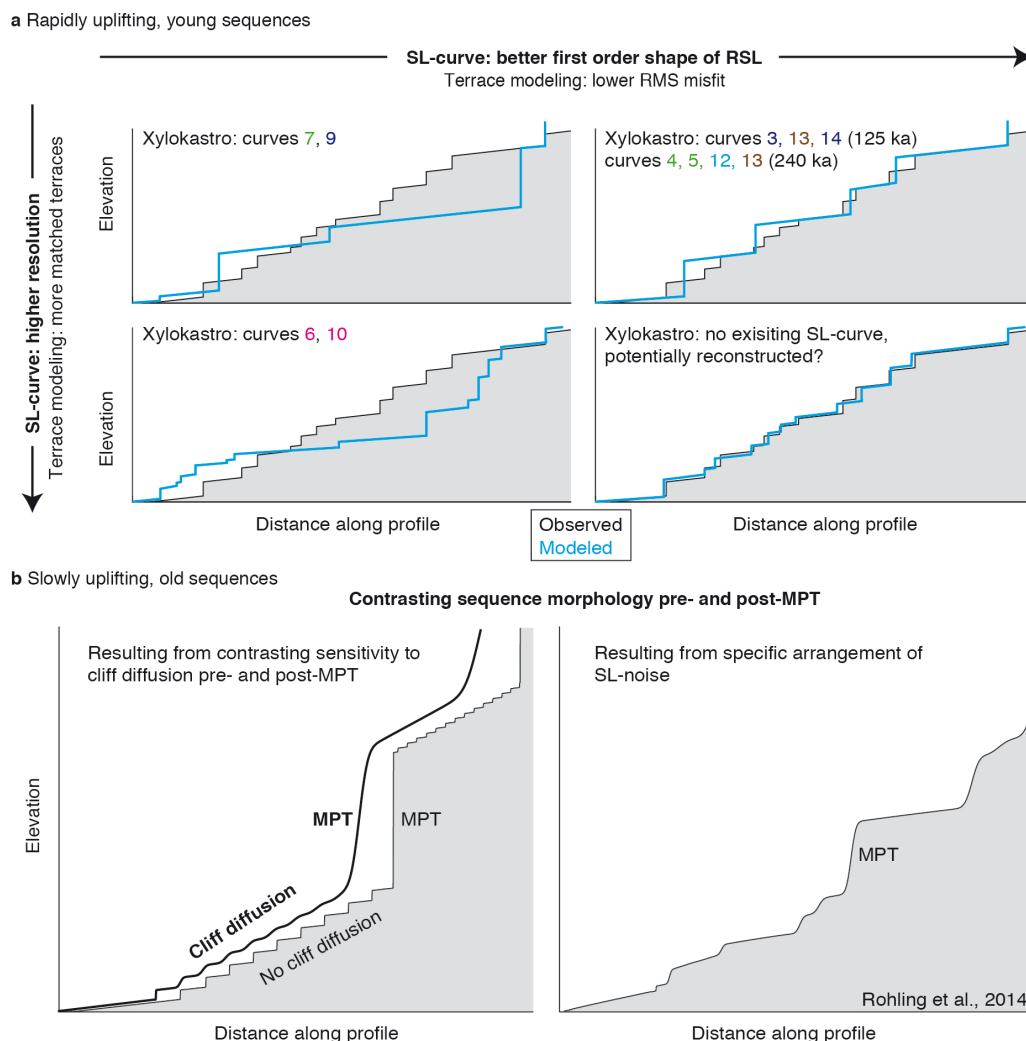 a Rapidly uplifting, young sequences
SL-curve: better first order shape of RSL
Terrace modeling: lower RMS misfit
SL-curve: higher resolution
Terrace modeling: more matched terraces
Elevation
Xylokastro: curves 7, 9
Xylokastro: curves 3, 13, 14 (125 ka)
curves 4, 5, 12, 13 (240 ka)
Elevation
Xylokastro: curves 6, 10
Xylokastro: no exisiting SL-curve,
potentially reconstructed?
Distance along profile
Distance along profile
Observed
Modeled
b Slowly uplifting, old sequences
Contrasting sequence morphology pre- and post-MPT
Elevation
Resulting from contrasting sensitivity to
cliff diffusion pre- and post-MPT
MPT
MPT
Cliff diffusion
No cliff diffusion
Distance along profile
Resulting from specific arrangement of
SL-noise
MPT
Rohling et al., 2014
Distance along profile